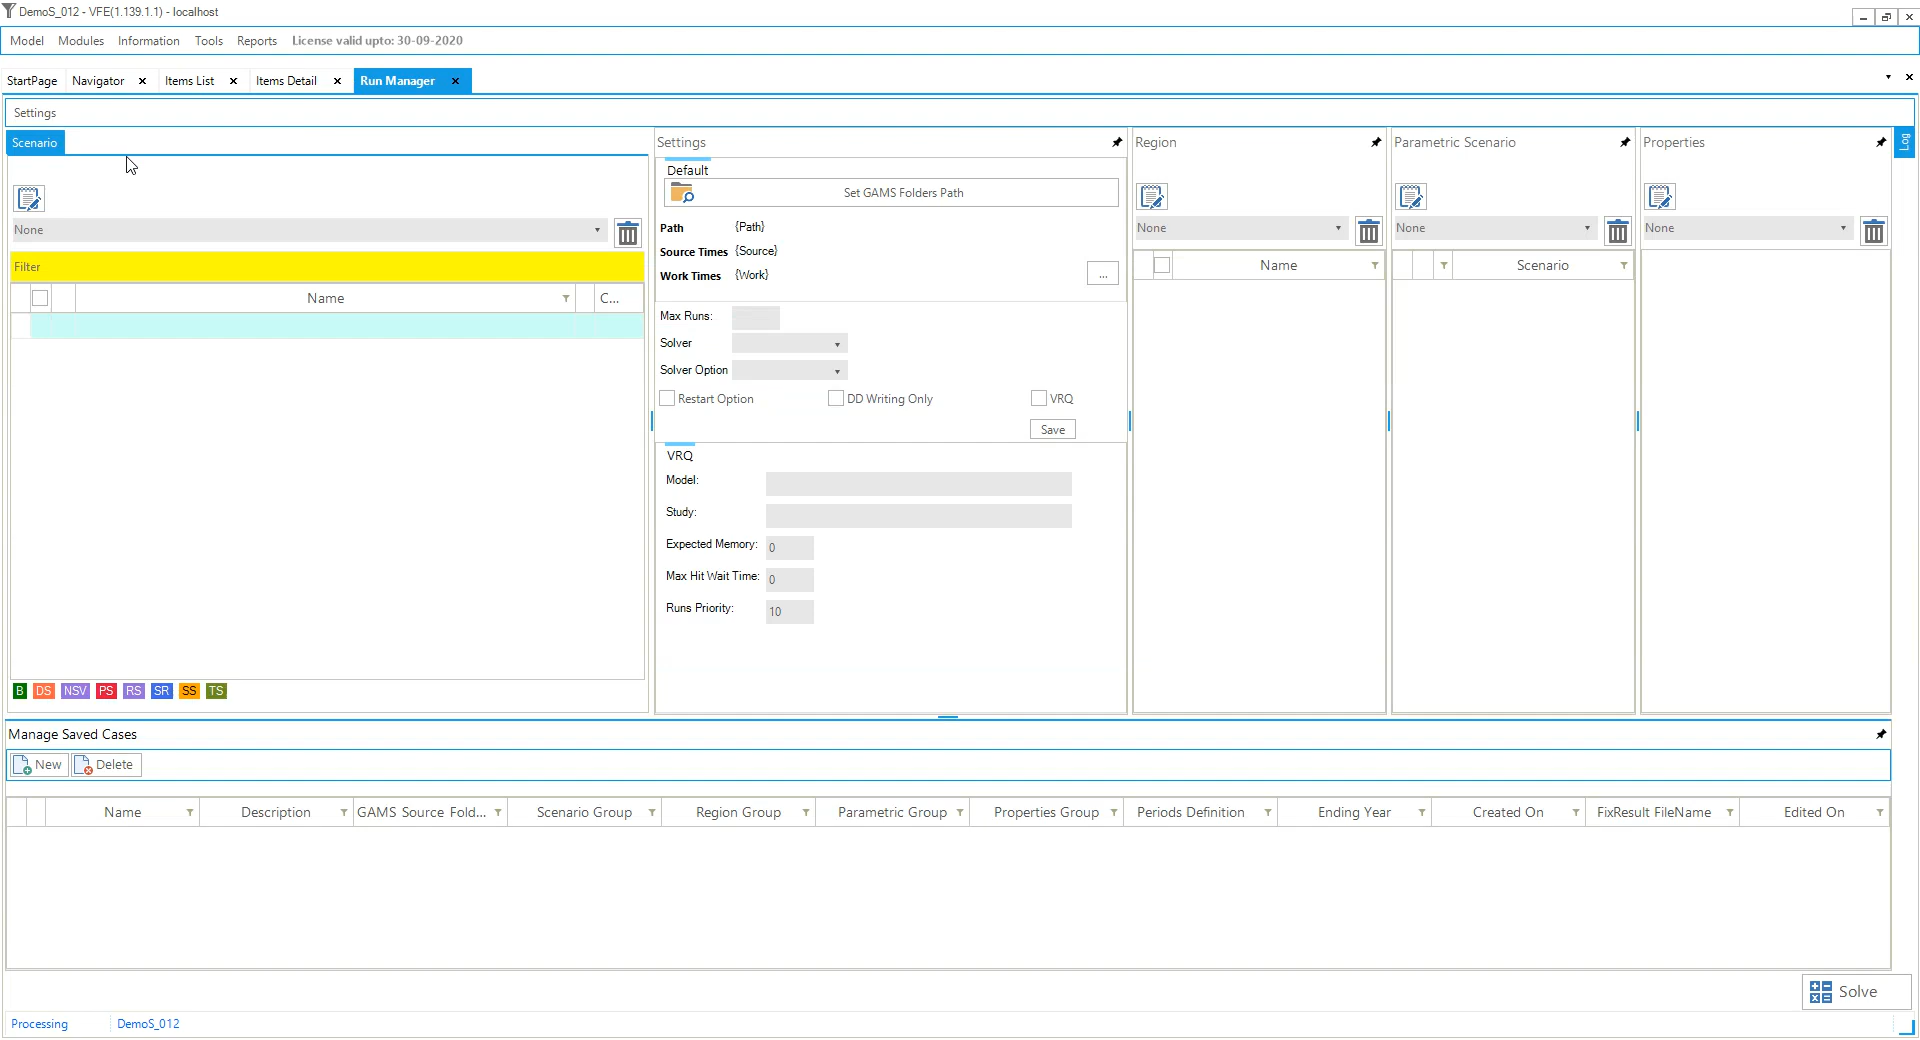 DemoS_012 - VFE(1.139.1.1) - localhost
Model Modules Information Tools Reports License valid upto: 30-09-2020
StartPage Navigator Items List Items Detail Run Manager
Settings
Scenario
None
Filter
Name C...
B DS NSV PS RS SR SS TS
Settings
Default
Set GAMS Folders Path
Path {Path}
Source Times {Source}
Work Times {Work}
...
Max Runs:
Solver
Solver Option
Restart Option DD Writing Only VRQ
Save
VRQ
Model:
Study:
Expected Memory: 0
Max Hit Wait Time: 0
Runs Priority: 10
Region
None
Name
Parametric Scenario
None
Scenario
Properties
None
Log
Manage Saved Cases
New Delete
Name Description GAMS Source Fold... Scenario Group Region Group Parametric Group Properties Group Periods Definition Ending Year Created On FixResult FileName Edited On
Solve
Processing DemoS_012